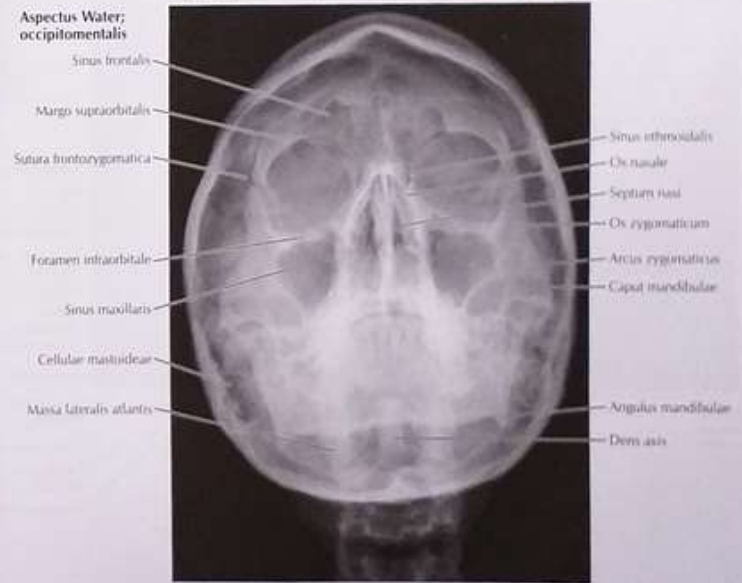 Aspectus Water;
occipitomentalis
Sinus frontalis
Margo supraorbitalis
Sutura frontozygomatica
Foramen infraorbitale
Sinus maxillaris
Cellulae mastoideae
Massa lateralis atlantis
Sinus ethmoidalis
Os nasale
Septum nasi
Os zygomaticum
Arcus zygomaticus
Caput mandibulae
Angulus mandibulae
Dens axis